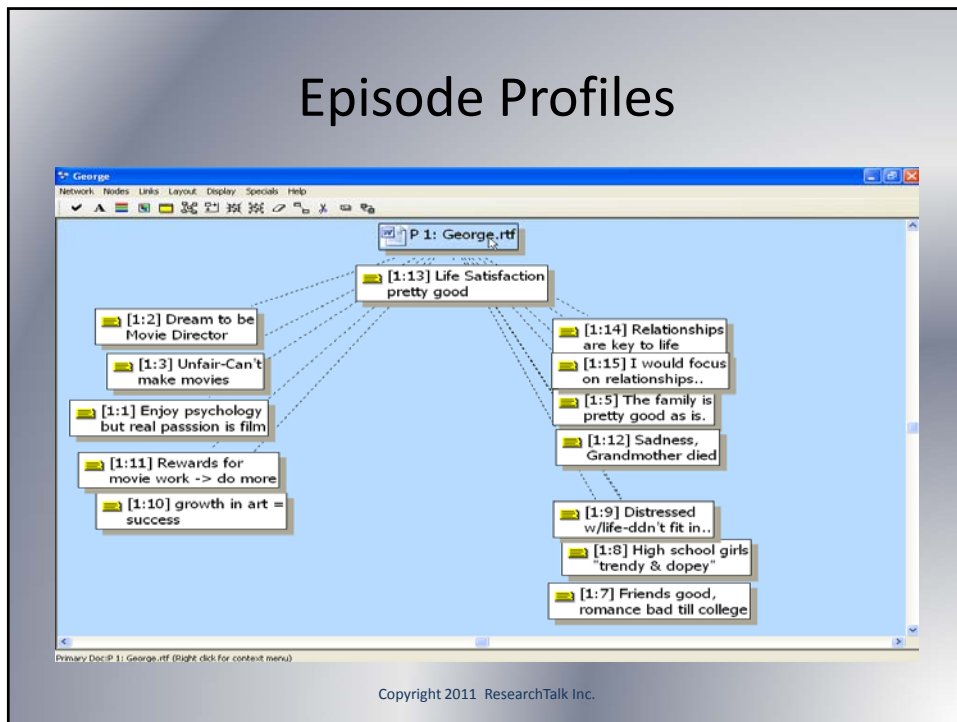 Episode Profiles
George
Network Nodes Links Layout Display Specials Help
P 1: George.rtf
[1:13] Life Satisfaction
pretty good
[1:2] Dream to be
Movie Director
[1:3] Unfair-Can't
make movies
[1:1] Enjoy psychology
but real passsion is film
[1:11] Rewards for
movie work -> do more
[1:10] growth in art =
success
[1:14] Relationships
are key to life
[1:15] I would focus
on relationships..
[1:5] The family is
pretty good as is.
[1:12] Sadness,
Grandmother died
[1:9] Distressed
w/life-ddn't fit in..
[1:8] High school girls
"trendy & dopey"
[1:7] Friends good,
romance bad till college
Primary Doc:P 1: George.rtf (Right click for context menu)
Copyright 2011 ResearchTalk Inc.